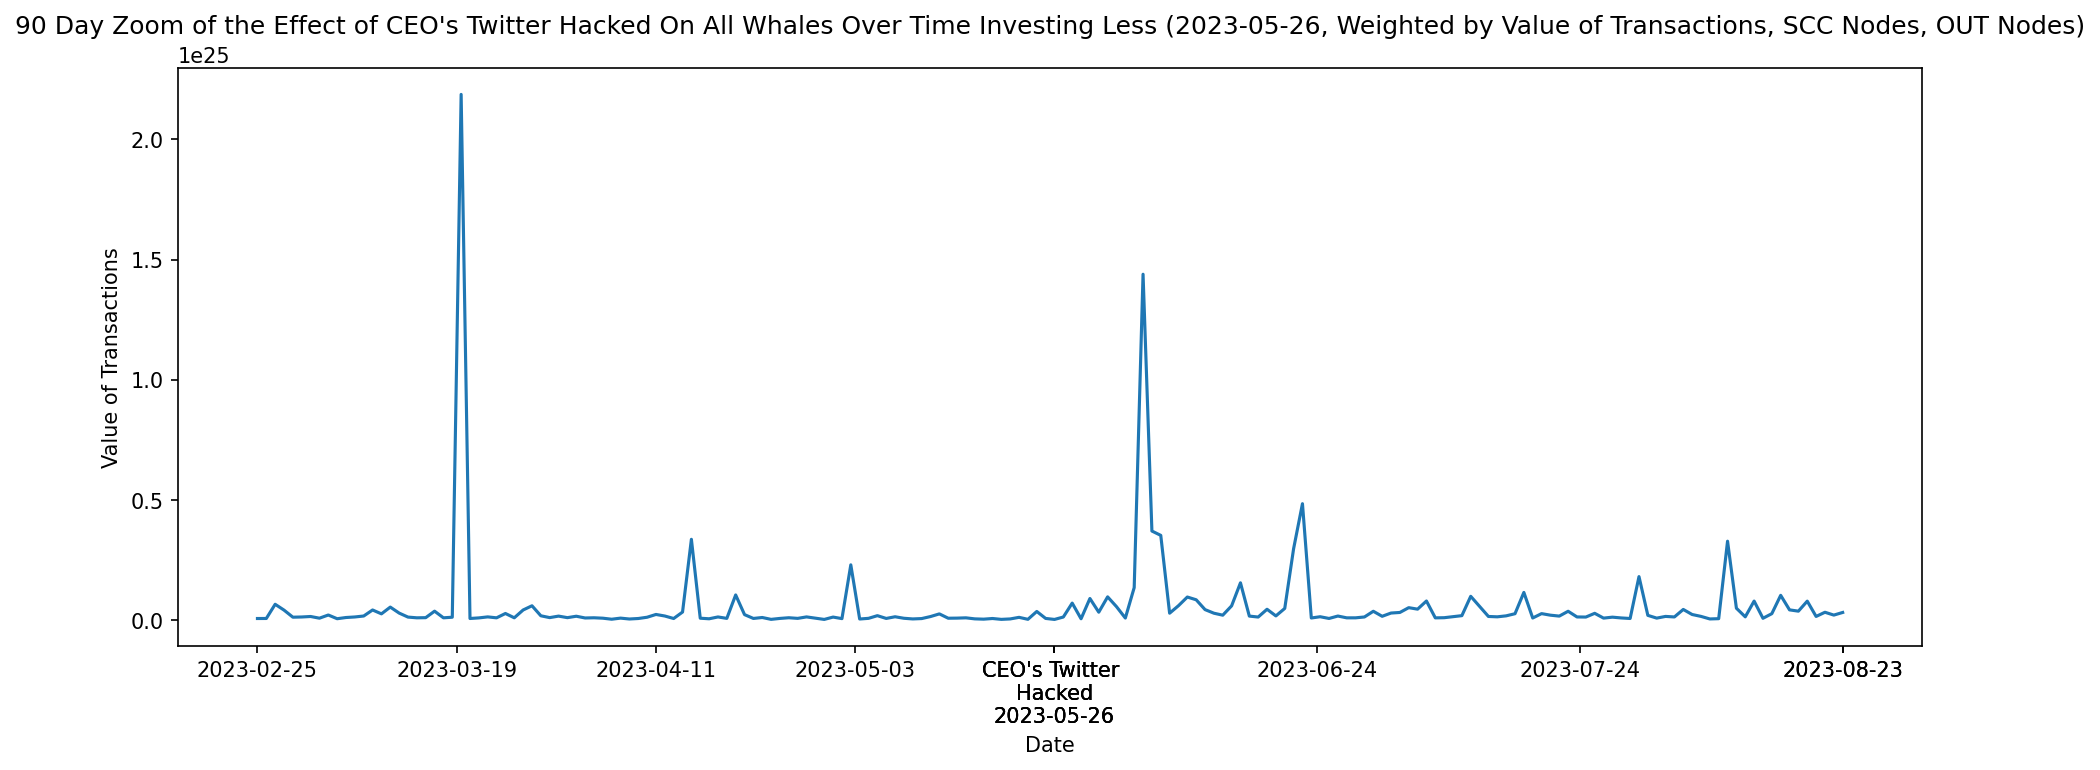 90 Day Zoom of the Effect of CEO's Twitter Hacked On All Whales Over Time Investing Less (2023-05-26, Weighted by Value of Transactions, SCC Nodes, OUT Nodes)
1e25
2.0
1.5
1.0
0.5
0.0
Value of Transactions
2023-02-25
2023-03-19
2023-04-11
2023-05-03
CEO's Twitter
Hacked
2023-05-26
2023-06-24
2023-07-24
2023-08-23
Date